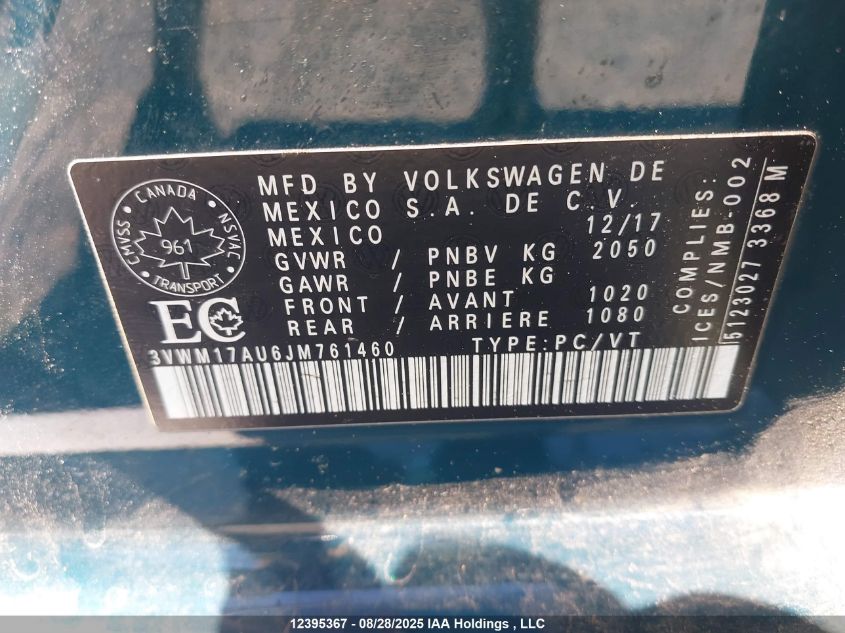 CANADA
CMVSS
NSVAC
961
TRANSPORT
EC
MFD BY VOLKSWAGEN DE
MEXICO S.A. DE C.V.
MEXICO 12/17
GVWR / PNBV KG 2050
GAWR / PNBE KG
FRONT / AVANT 1020
REAR / ARRIERE 1080
3VWM17AU6JM761460 TYPE: PC/VT
COMPLIES:
ICES/NMB-002
5123027 3368 M
12395367 - 08/28/2025 IAA Holdings , LLC